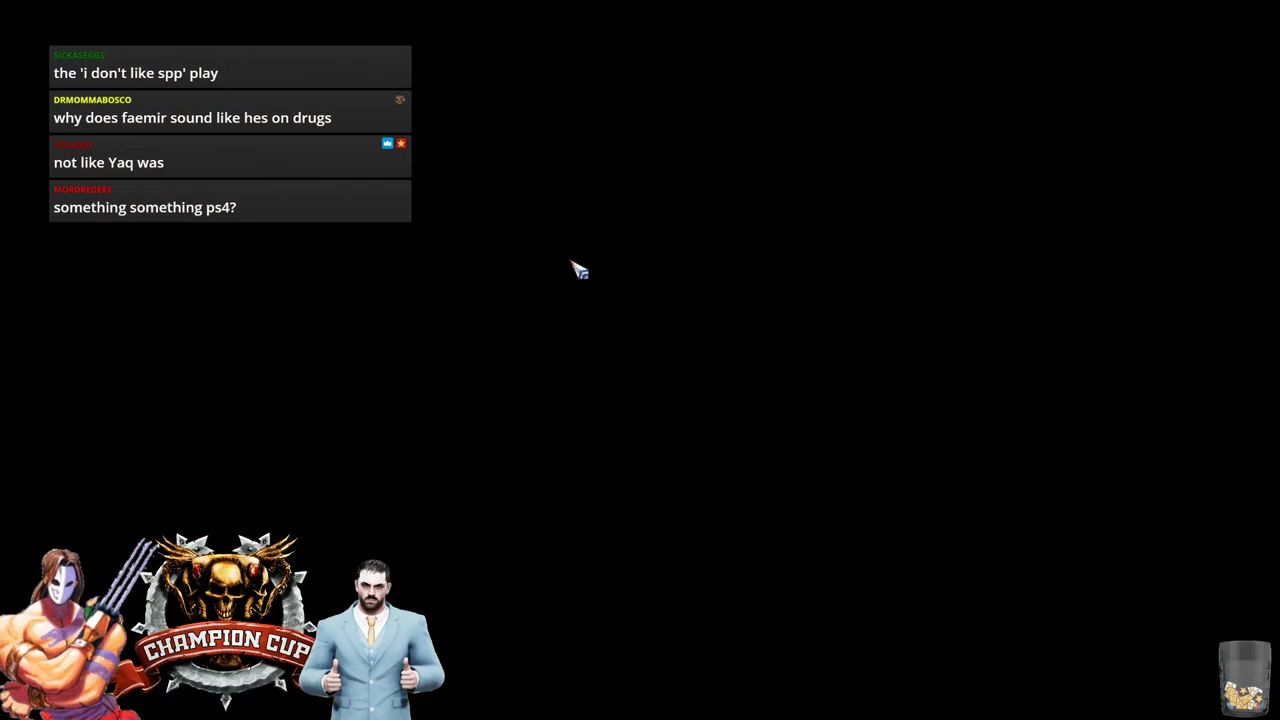 SICKASEGGS
the 'i don't like spp' play
DRMOMMABOSCO
why does faemir sound like hes on drugs
not like Yaq was
MORDREDE83
something something ps4?
CHAMPION CUP